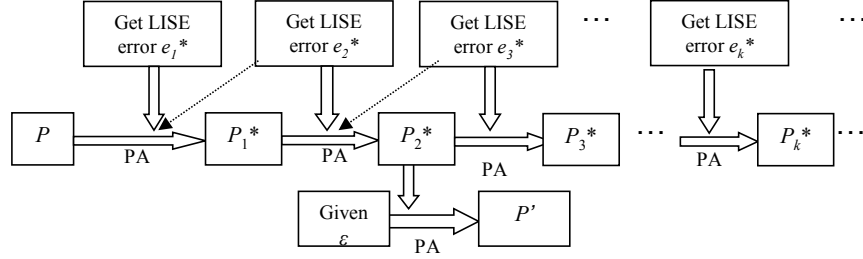 Get LISE
error e1*
Get LISE
error e2*
Get LISE
error e3*
...
Get LISE
error ek*
...
P
PA
P1*
PA
P2*
PA
P3*
...
PA
Pk*
...
Given
ε
PA
P'